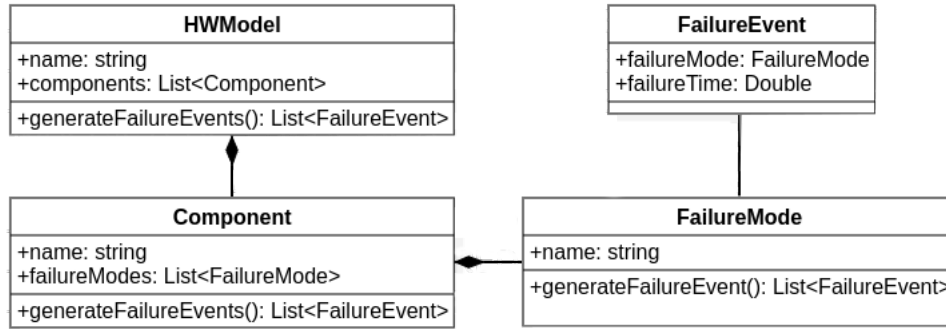 HWModel
+name: string
+components: List<Component>
+generateFailureEvents(): List<FailureEvent>
FailureEvent
+failureMode: FailureMode
+failureTime: Double
Component
+name: string
+failureModes: List<FailureMode>
+generateFailureEvents(): List<FailureEvent>
FailureMode
+name: string
+generateFailureEvent(): List<FailureEvent>